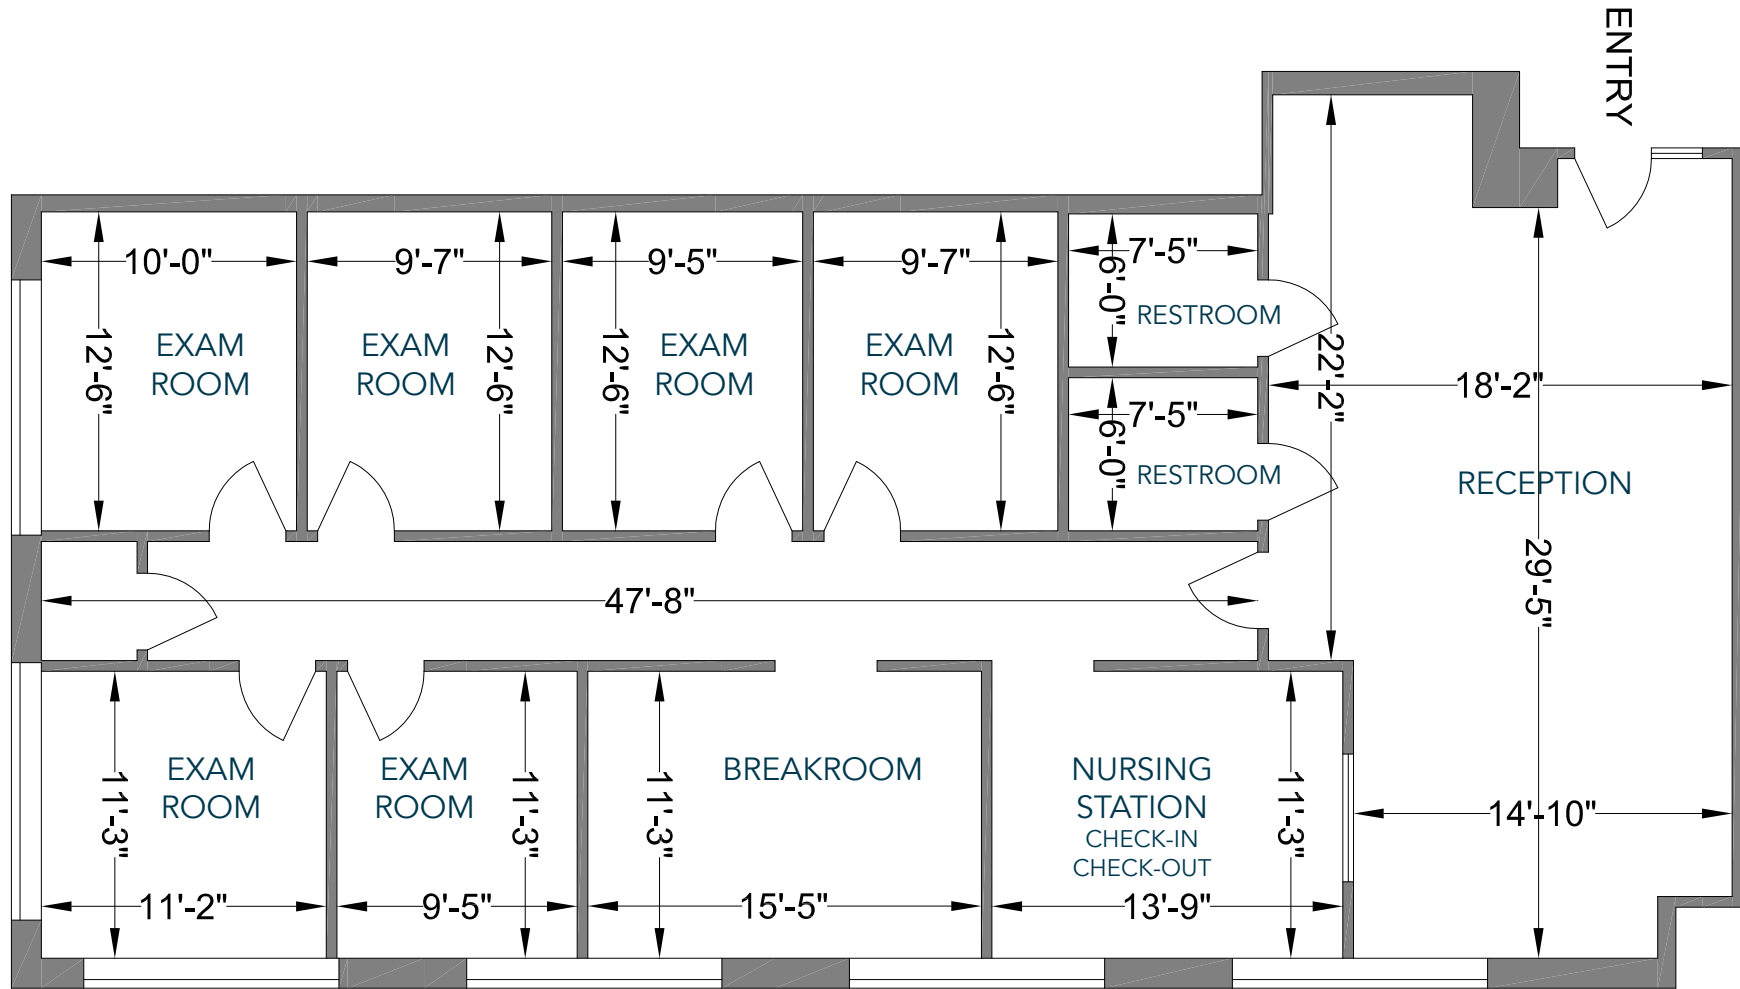 ENTRY
10'-0"
9'-7"
9'-5"
9'-7"
7'-5"
6'-0"
RESTROOM
12'-6"
EXAM
ROOM
EXAM
ROOM
12'-6"
12'-6"
EXAM
ROOM
EXAM
ROOM
12'-6"
22'-2"
18'-2"
7'-5"
6'-0"
RESTROOM
RECEPTION
29'-5"
47'-8"
11'-3"
EXAM
ROOM
EXAM
ROOM
11'-3"
11'-3"
BREAKROOM
NURSING
STATION
CHECK-IN
CHECK-OUT
11'-3"
14'-10"
11'-2"
9'-5"
15'-5"
13'-9"